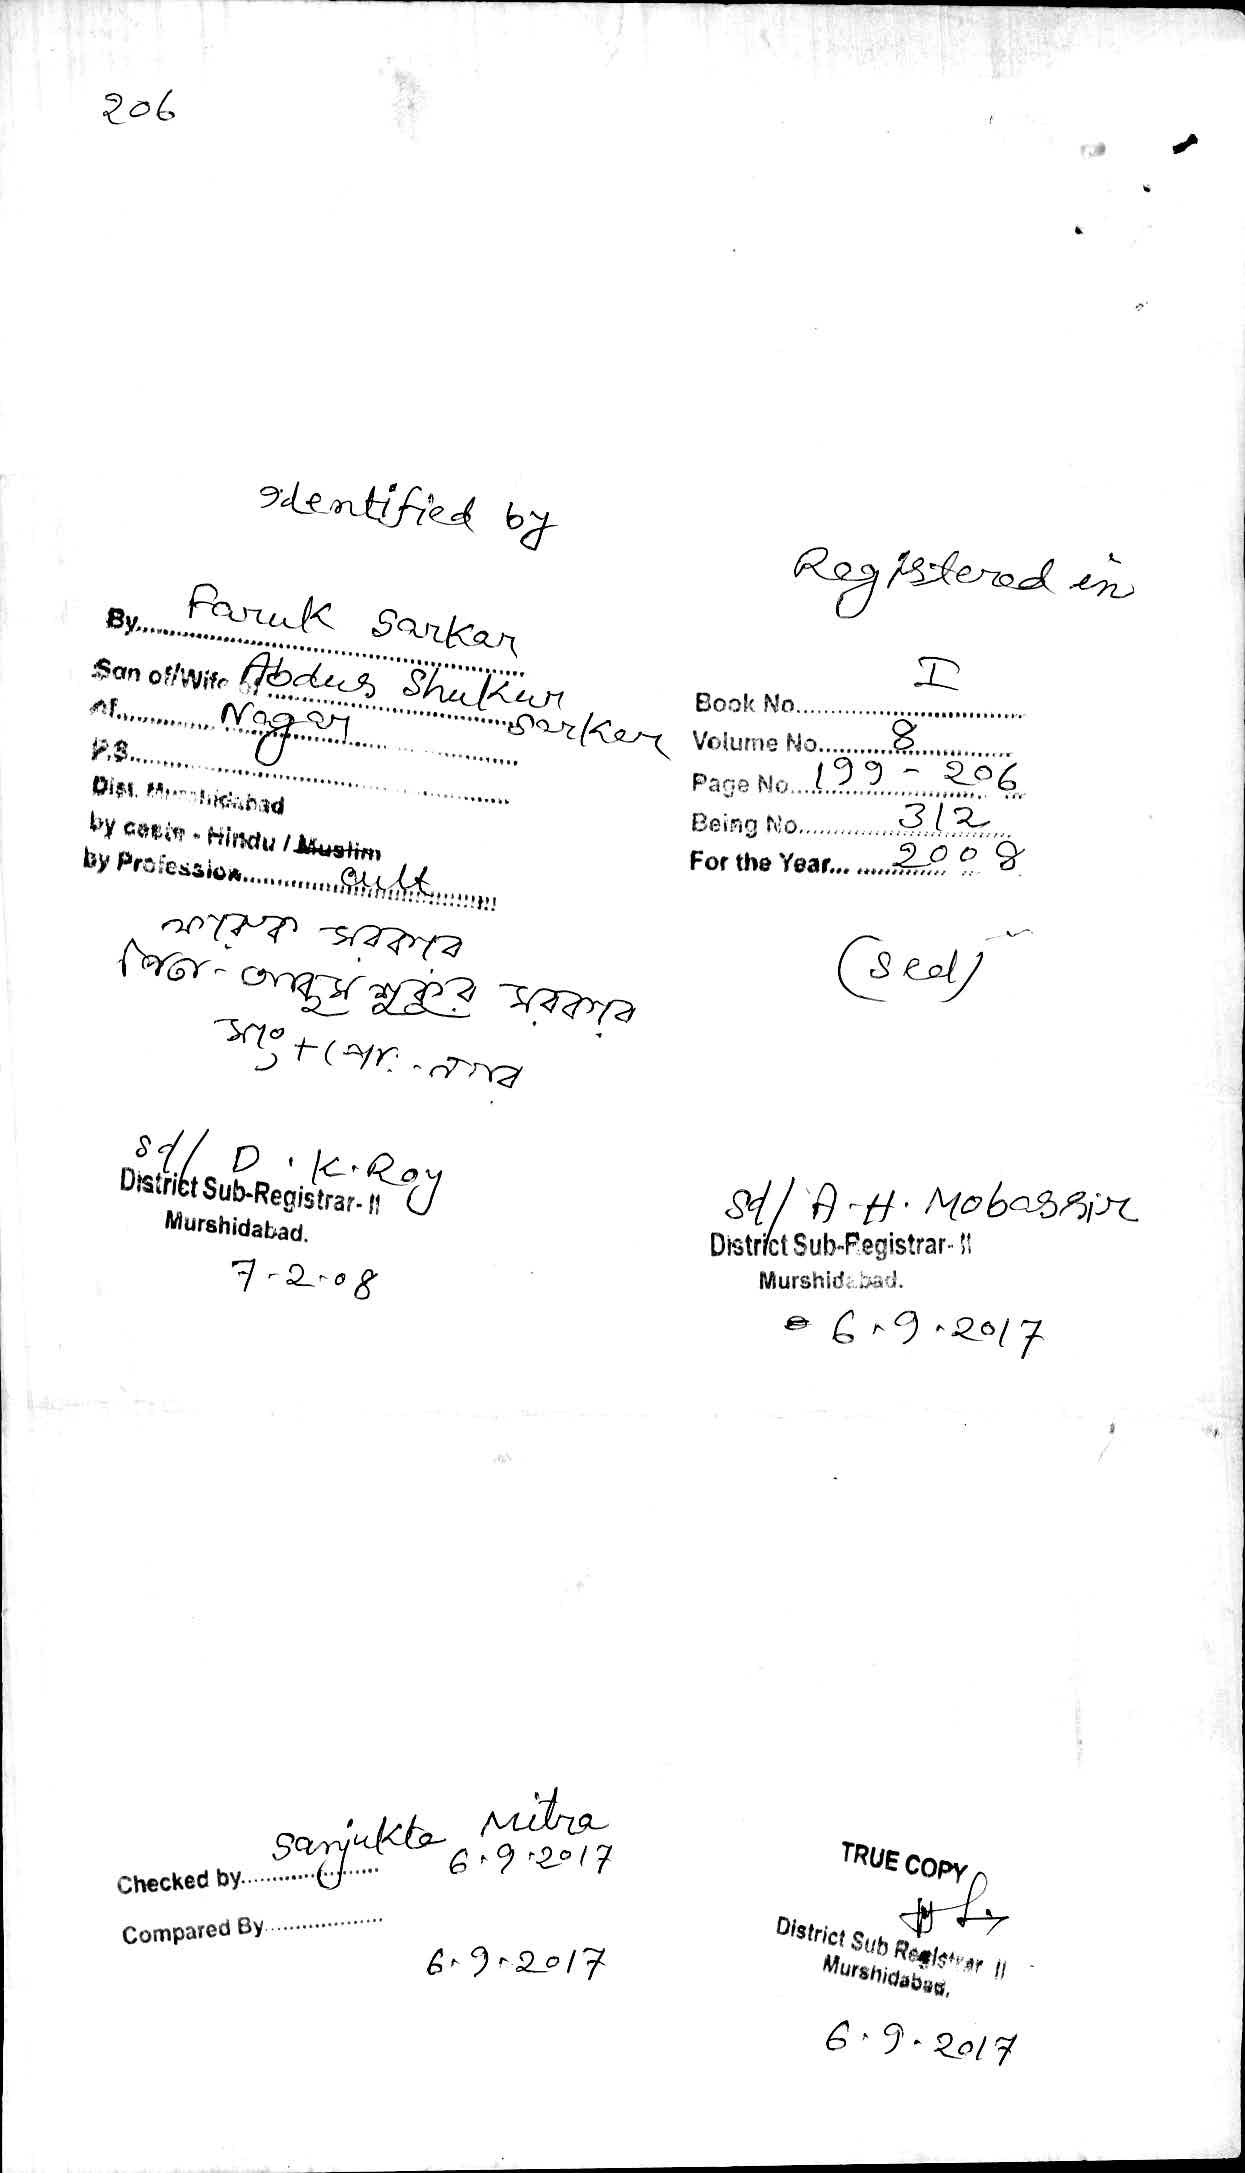 206
Identified by
By Faruk Sarkar
Son of/Wife of Abdus Shukur
Sarkar
of Nagar
P.S.
Dist. Murshidabad
by caste - Hindu / Muslim
by Profession cult
ফারুক সরকার
পিতা - আব্দুস শুকুর সরকার
সাং + পোঃ - নগর
Sd/ D. K. Roy
District Sub-Registrar- II
Murshidabad.
7-2-08
Registered in
Book No. I
Volume No. 8
Page No. 199 - 206
Being No. 312
For the Year... 2008
(Sed)
Sd/ A-H. Mobassir
District Sub-Registrar- II
Murshidabad.
6.9.2017
Checked by Sanjukta Mitra
6.9.2017
Compared By
6.9.2017
TRUE COPY
District Sub Registrar II
Murshidabad.
6.9.2017